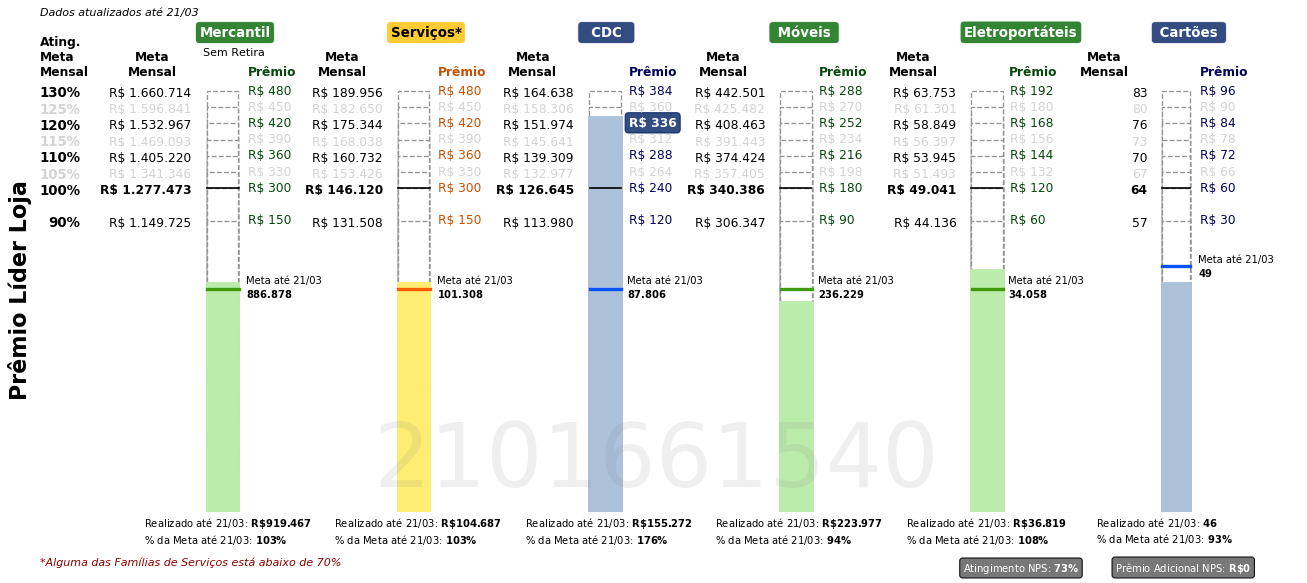 Dados atualizados até 21/03
Mercantil Serviços* CDC Móveis Eletroportáteis Cartões
Sem Retira
Ating. Meta Mensal
Meta Mensal Prêmio Meta Mensal Prêmio Meta Mensal Prêmio Meta Mensal Prêmio Meta Mensal Prêmio Meta Mensal Prêmio
130% R$ 1.660.714 R$ 480 R$ 189.956 R$ 480 R$ 164.638 R$ 384 R$ 442.501 R$ 288 R$ 63.753 R$ 192 83 R$ 96
125% R$ 1.596.841 R$ 450 R$ 182.650 R$ 450 R$ 158.306 R$ 360 R$ 425.482 R$ 270 R$ 61.301 R$ 180 80 R$ 90
120% R$ 1.532.967 R$ 420 R$ 175.344 R$ 420 R$ 151.974 R$ 336 R$ 408.463 R$ 252 R$ 58.849 R$ 168 76 R$ 84
115% R$ 1.469.093 R$ 390 R$ 168.038 R$ 390 R$ 145.641 R$ 312 R$ 391.443 R$ 234 R$ 56.397 R$ 156 73 R$ 78
110% R$ 1.405.220 R$ 360 R$ 160.732 R$ 360 R$ 139.309 R$ 288 R$ 374.424 R$ 216 R$ 53.945 R$ 144 70 R$ 72
105% R$ 1.341.346 R$ 330 R$ 153.426 R$ 330 R$ 132.977 R$ 264 R$ 357.405 R$ 198 R$ 51.493 R$ 132 67 R$ 66
100% R$ 1.277.473 R$ 300 R$ 146.120 R$ 300 R$ 126.645 R$ 240 R$ 340.386 R$ 180 R$ 49.041 R$ 120 64 R$ 60
90% R$ 1.149.725 R$ 150 R$ 131.508 R$ 150 R$ 113.980 R$ 120 R$ 306.347 R$ 90 R$ 44.136 R$ 60 57 R$ 30
Prêmio Líder Loja
Meta até 21/03 Meta até 21/03 Meta até 21/03 Meta até 21/03 Meta até 21/03 Meta até 21/03
886.878 101.308 87.806 236.229 34.058 49
2101661540
Realizado até 21/03: R$919.467 Realizado até 21/03: R$104.687 Realizado até 21/03: R$155.272 Realizado até 21/03: R$223.977 Realizado até 21/03: R$36.819 Realizado até 21/03: 46
% da Meta até 21/03: 103% % da Meta até 21/03: 103% % da Meta até 21/03: 176% % da Meta até 21/03: 94% % da Meta até 21/03: 108% % da Meta até 21/03: 93%
*Alguma das Famílias de Serviços está abaixo de 70% Atingimento NPS: 73% Prêmio Adicional NPS: R$0